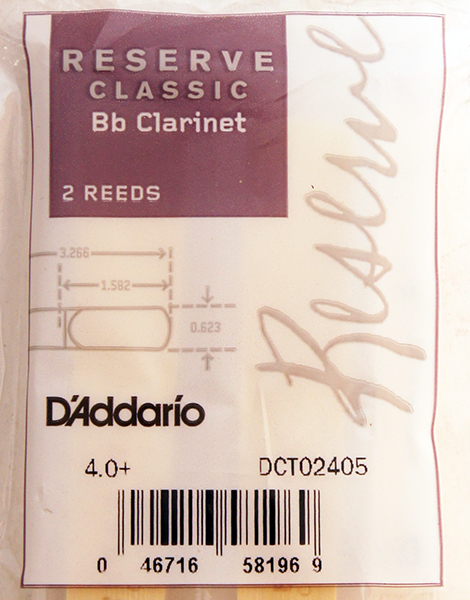 RESERVE
CLASSIC
Bb Clarinet
2 REEDS
Reserve
3.266
1.582
0.623
D'Addario
4.0+ DCT02405
0 46716 58196 9